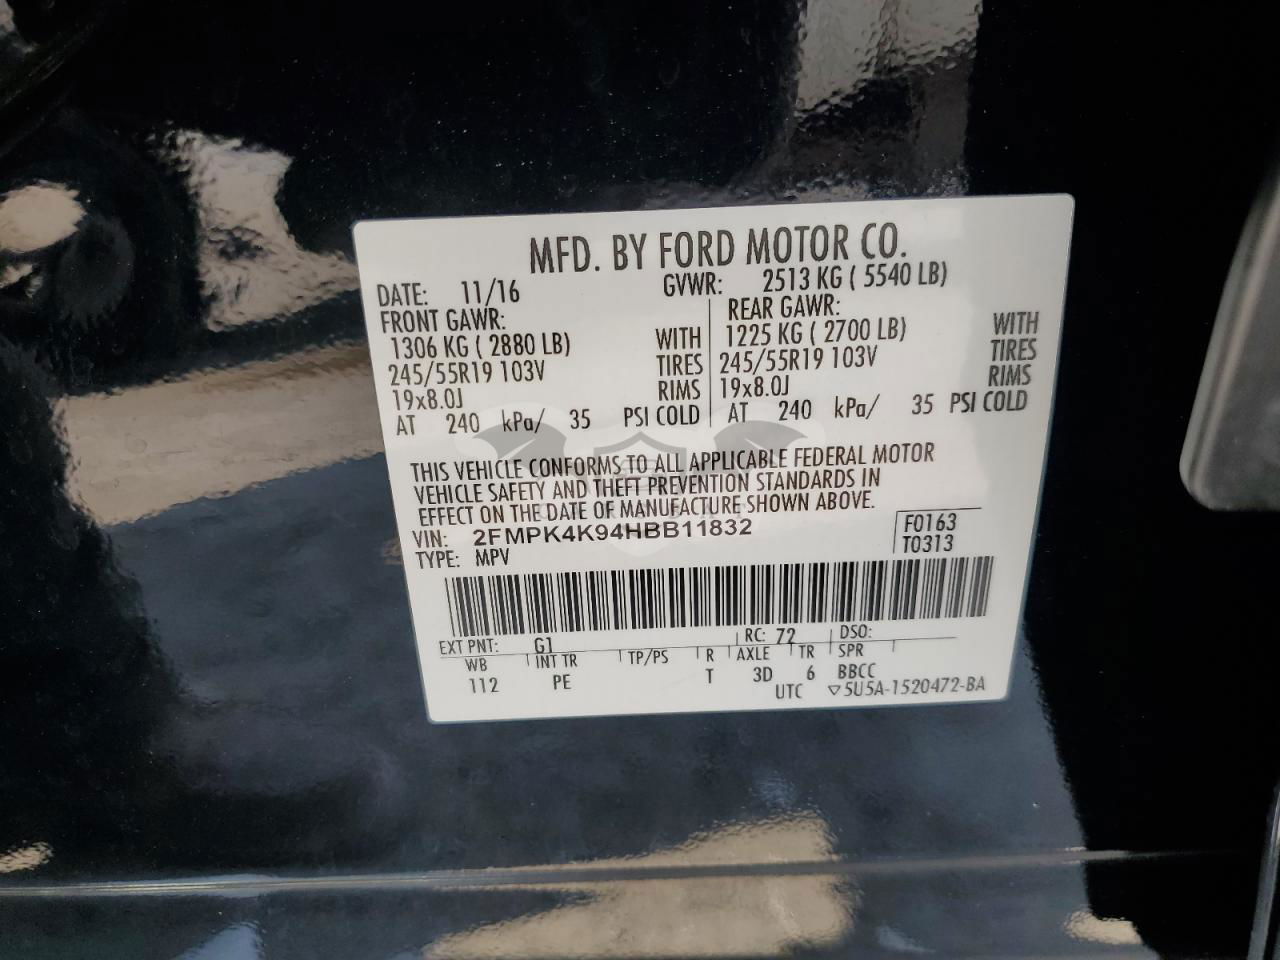 MFD. BY FORD MOTOR CO.
DATE: 11/16 GVWR: 2513 KG ( 5540 LB)
FRONT GAWR: REAR GAWR:
1306 KG ( 2880 LB) WITH 1225 KG ( 2700 LB) WITH
245/55R19 103V TIRES 245/55R19 103V TIRES
19x8.0J RIMS 19x8.0J RIMS
AT 240 kPa/ 35 PSI COLD AT 240 kPa/ 35 PSI COLD
THIS VEHICLE CONFORMS TO ALL APPLICABLE FEDERAL MOTOR
VEHICLE SAFETY AND THEFT PREVENTION STANDARDS IN
EFFECT ON THE DATE OF MANUFACTURE SHOWN ABOVE.
VIN: 2FMPK4K94HBB11832 F0163
TYPE: MPV T0313
EXT PNT: G1 RC: 72 DSO:
WB INT TR TP/PS R AXLE TR SPR
112 PE T 3D 6 BBCC
UTC ▽5U5A-1520472-BA